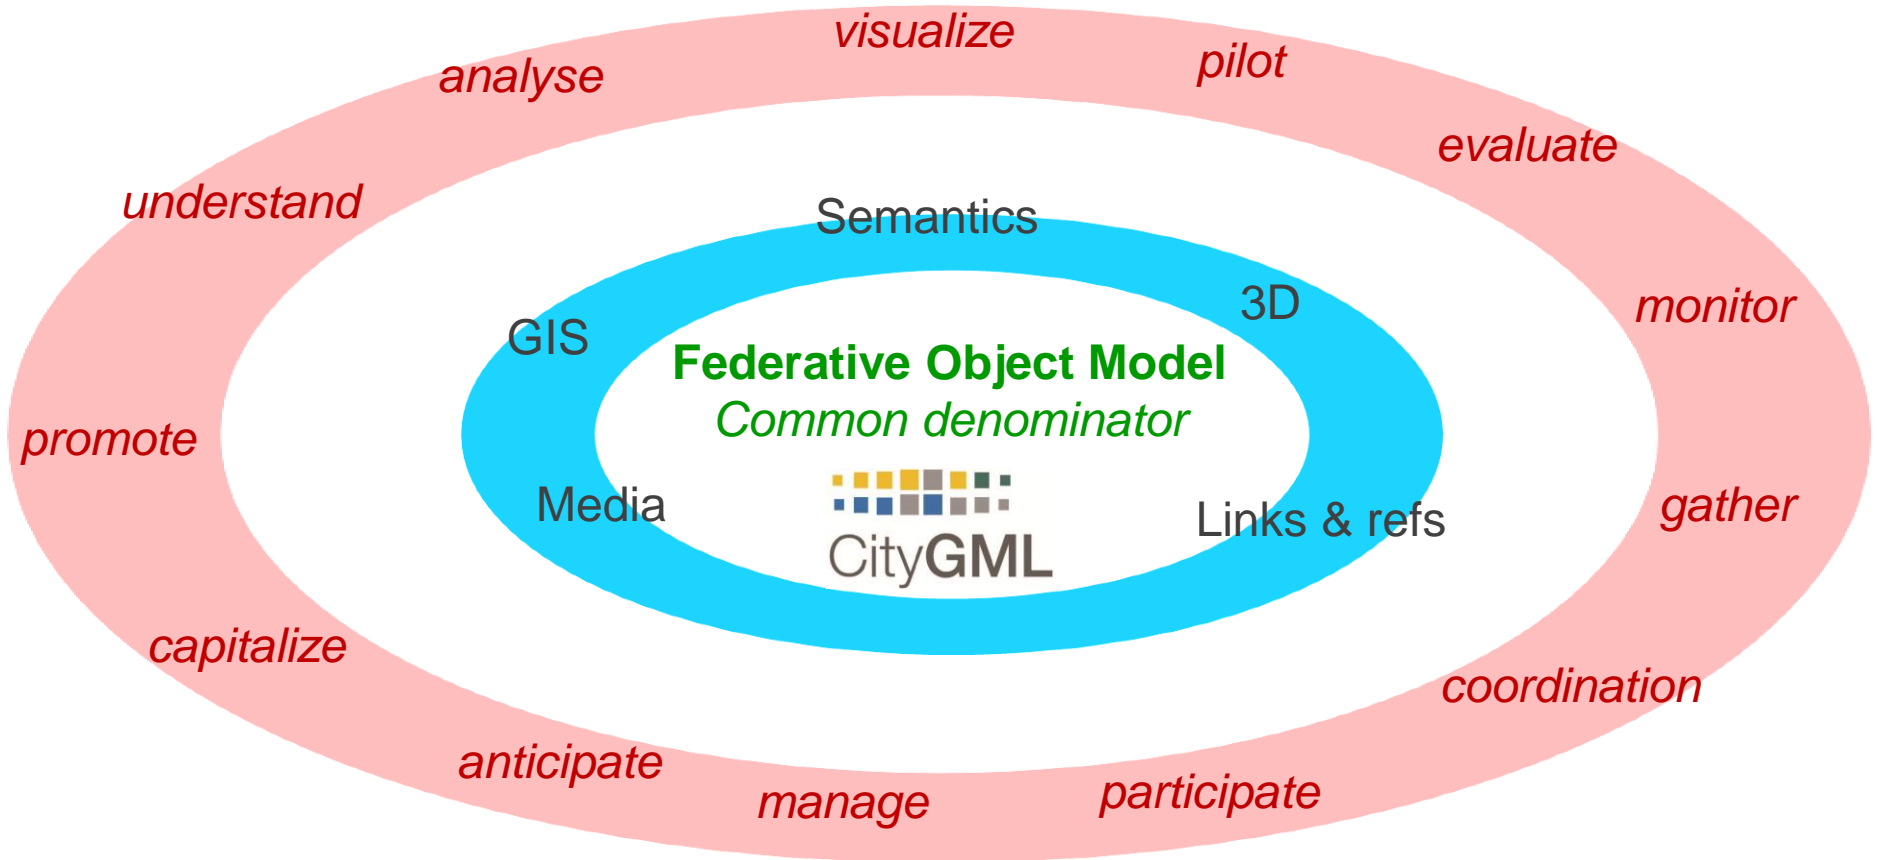 visualize
pilot
analyse
evaluate
understand
Semantics
3D
monitor
GIS
Federative Object Model
Common denominator
promote
Media
Links & refs
gather
CityGML
capitalize
coordination
anticipate
manage
participate